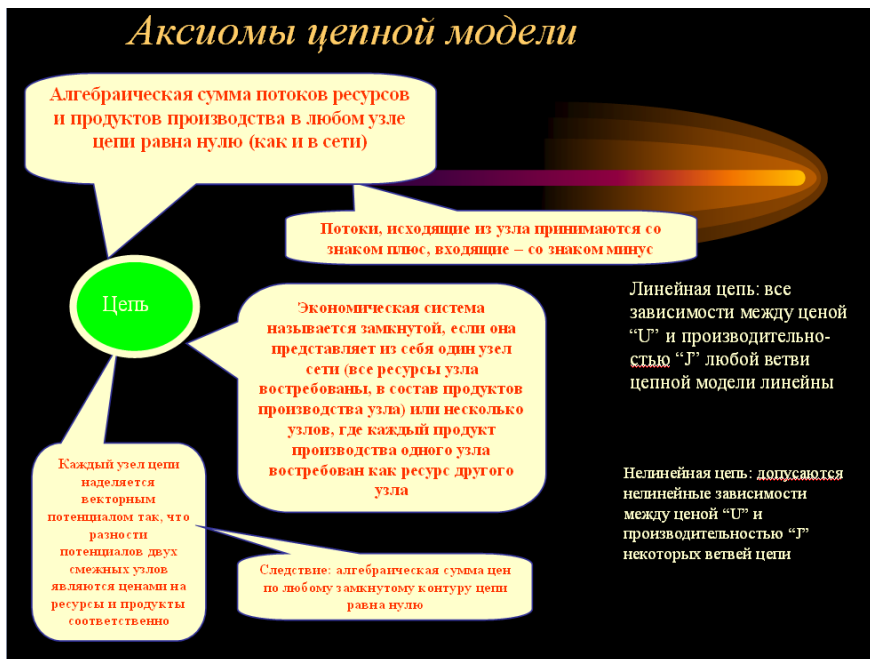 Аксиомы цепной модели
Алгебраическая сумма потоков ресурсов
и продуктов производства в любом узле
цепи равна нулю (как и в сети)
Потоки, исходящие из узла принимаются со
знаком плюс, входящие – со знаком минус
Цепь
Экономическая система
называется замкнутой, если она
представляет из себя один узел
сети (все ресурсы узла
востребованы, в состав продуктов
производства узла) или несколько
узлов, где каждый продукт
производства одного узла
востребован как ресурс другого
узла
Линейная цепь: все
зависимости между ценой
“U” и производительно-
стью “J” любой ветви
цепной модели линейны
Каждый узел цепи
наделяется
векторным
потенциалом так, что
разности
потенциалов двух
смежных узлов
являются ценами на
ресурсы и продукты
соответственно
Следствие: алгебраическая сумма цен
по любому замкнутому контуру цепи
равна нулю
Нелинейная цепь: допусаются
нелинейные зависимости
между ценой “U” и
производительностью “J”
некоторых ветвей цепи